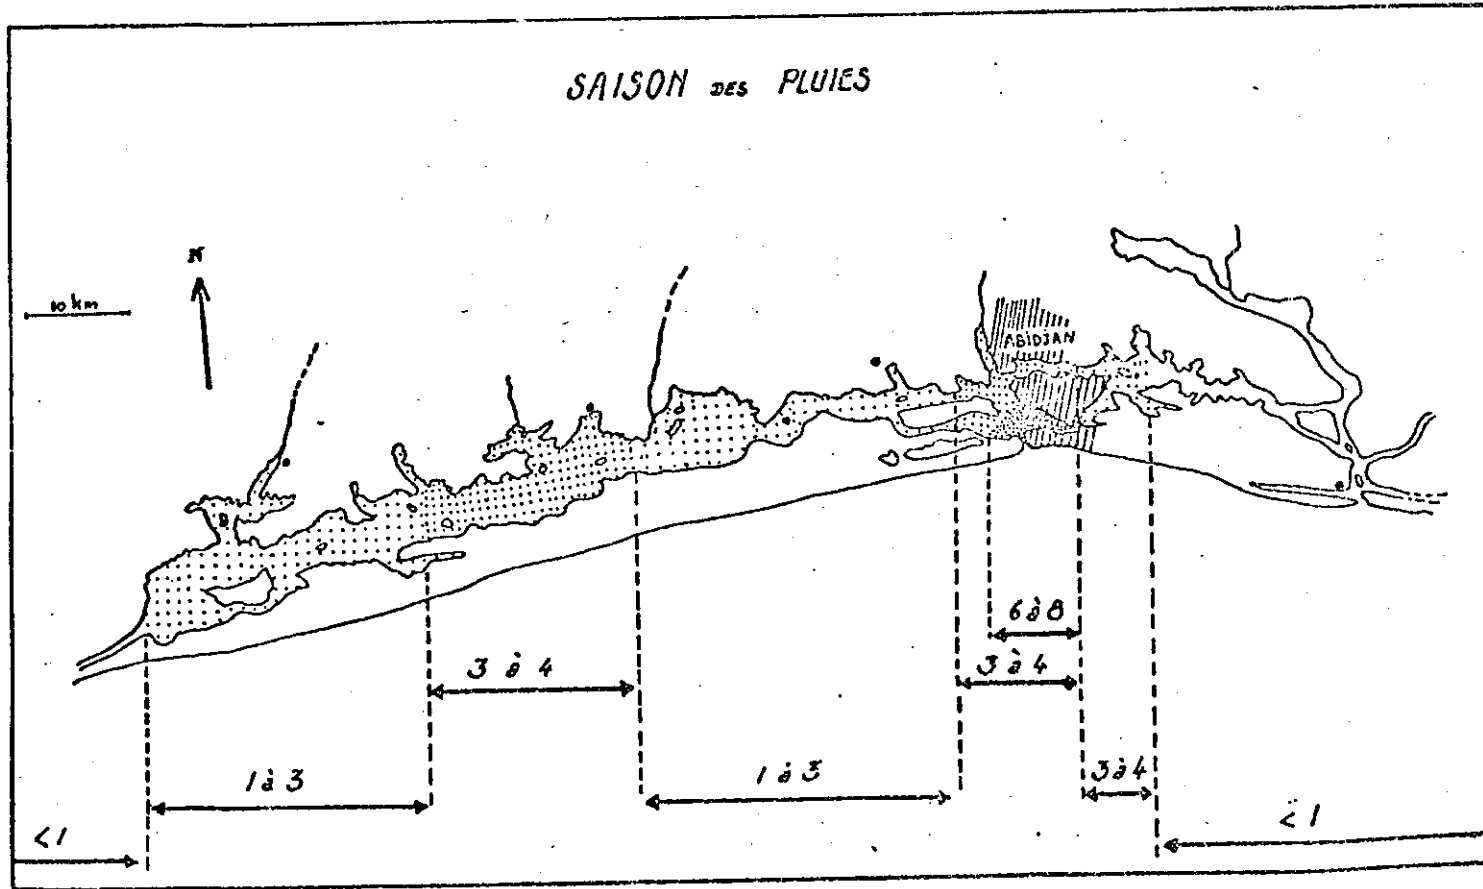 SAISON DES PLUIES
N
10 km
ABIDJAN
6 à 8
3 à 4
3 à 4
1 à 3
1 à 3
3 à 4
< 1
< 1